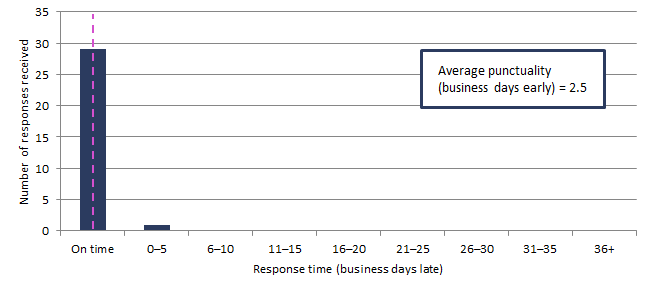 35
30
25
20
15
10
5
0
Number of responses received
Average punctuality
(business days early) = 2.5
On time 0–5 6–10 11–15 16–20 21–25 26–30 31–35 36+
Response time (business days late)